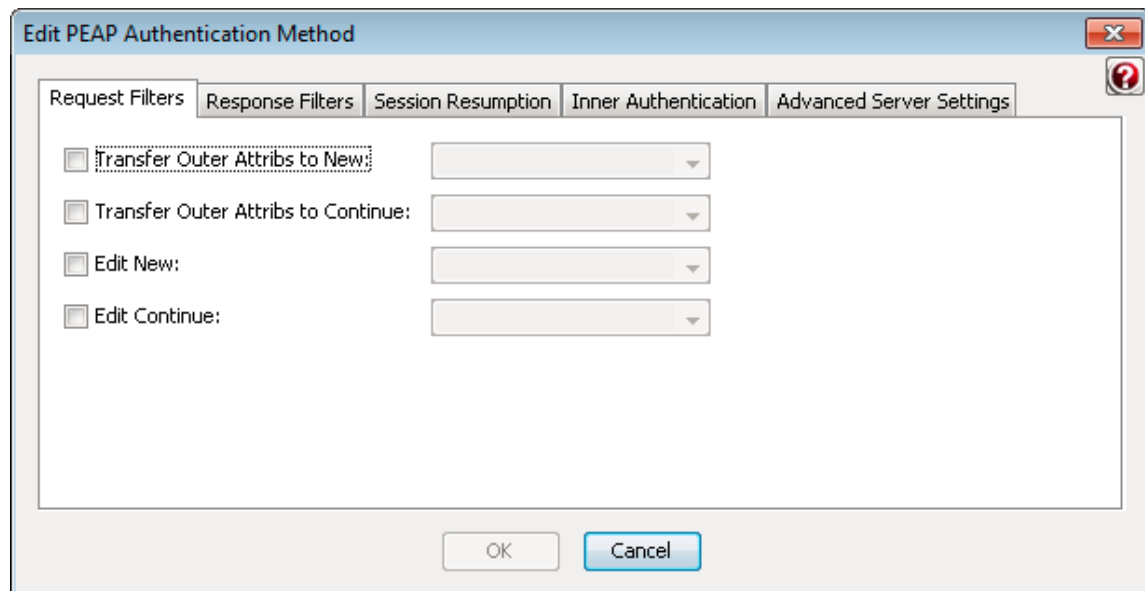 Edit PEAP Authentication Method
Request Filters Response Filters Session Resumption Inner Authentication Advanced Server Settings
Transfer Outer Attribs to New:
Transfer Outer Attribs to Continue:
Edit New:
Edit Continue:
OK Cancel